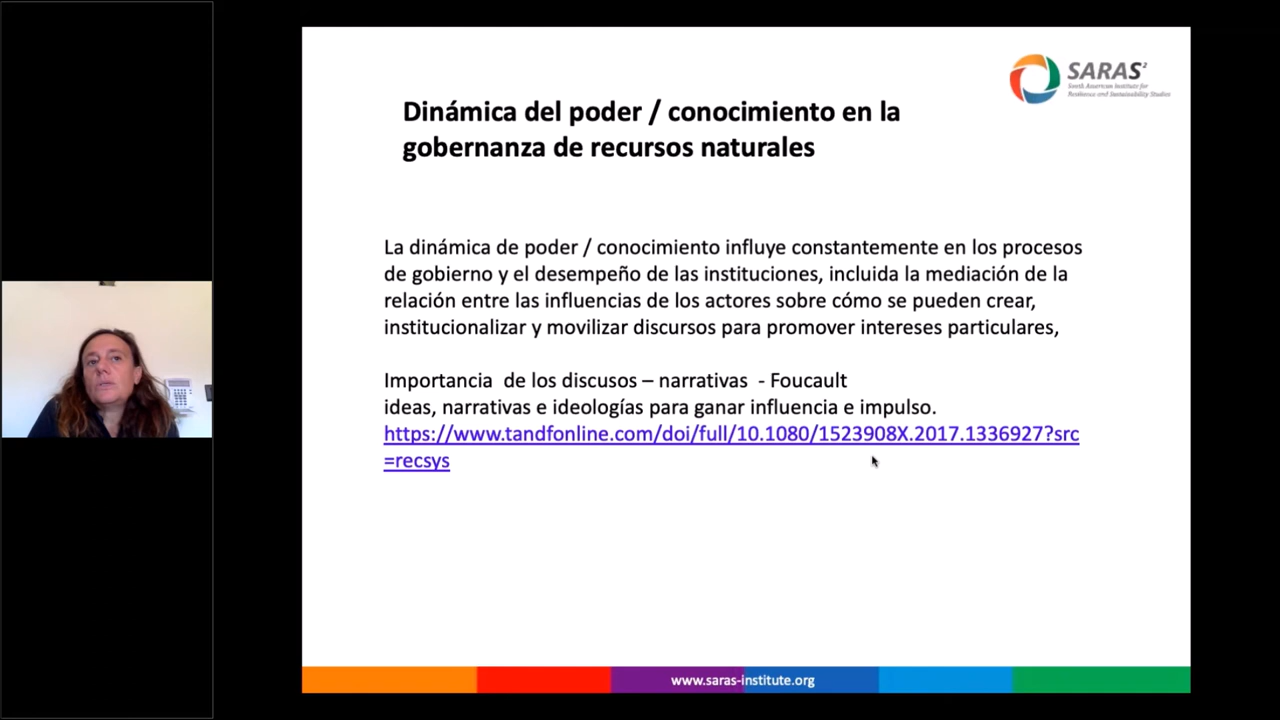 SARAS²
South American Institute for
Resilience and Sustainability Studies
Dinámica del poder / conocimiento en la
gobernanza de recursos naturales
La dinámica de poder / conocimiento influye constantemente en los procesos
de gobierno y el desempeño de las instituciones, incluida la mediación de la
relación entre las influencias de los actores sobre cómo se pueden crear,
institucionalizar y movilizar discursos para promover intereses particulares,
Importancia de los discusos – narrativas - Foucault
ideas, narrativas e ideologías para ganar influencia e impulso.
https://www.tandfonline.com/doi/full/10.1080/1523908X.2017.1336927?src
=recsys
www.saras-institute.org